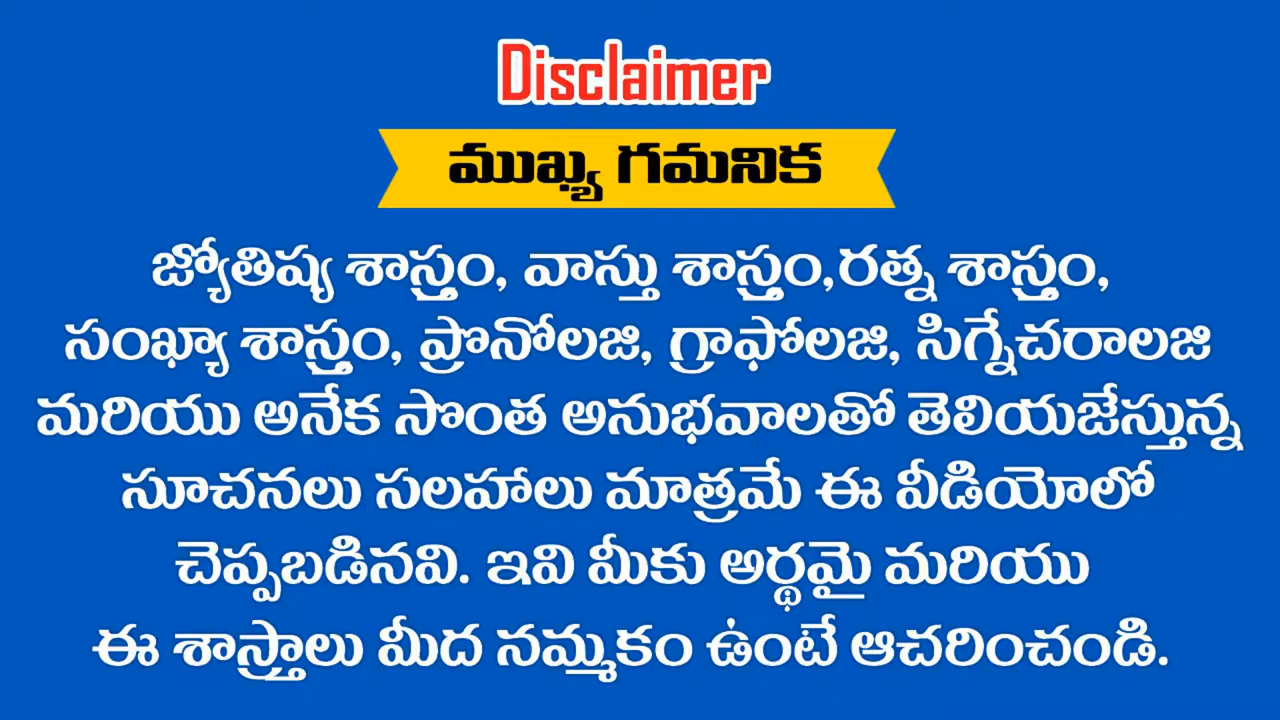 Disclaimer
ముఖ్య గమనిక
జ్యోతిష్య శాస్త్రం, వాస్తు శాస్త్రం,రత్న శాస్త్రం,
సంఖ్యా శాస్త్రం, ప్రొనోలజి, గ్రాఫోలజి, సిగ్నేచరాలజి
మరియు అనేక సొంత అనుభవాలతో తెలియజేస్తున్న
సూచనలు సలహాలు మాత్రమే ఈ వీడియోలో
చెప్పబడినవి. ఇవి మీకు అర్థమై మరియు
ఈ శాస్త్రాలు మీద నమ్మకం ఉంటే ఆచరించండి.